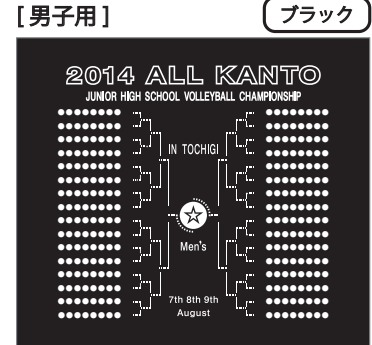 [男子用]
ブラック
2014 ALL KANTO
JUNIOR HIGH SCHOOL VOLLEYBALL CHAMPIONSHIP
IN TOCHIGI
Men's
7th 8th 9th
August